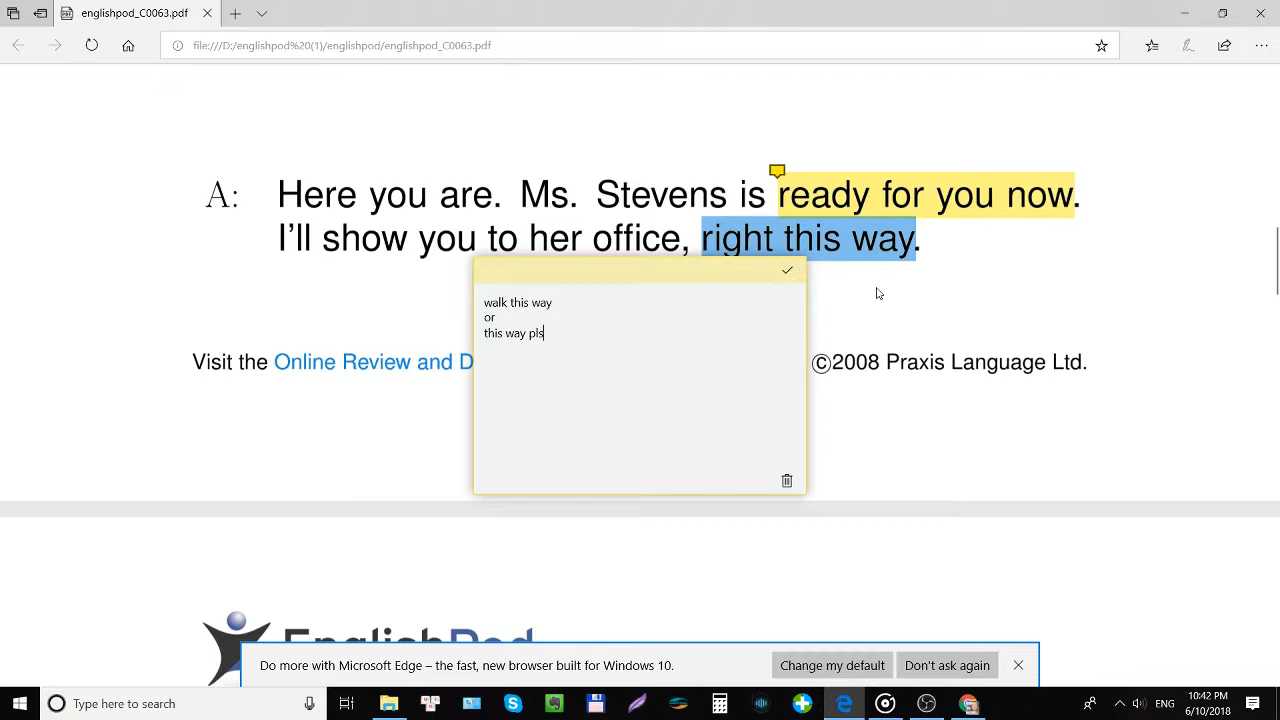 englishpod_C0063.pdf
file:///D:/englishpod%20(1)/englishpod/englishpod_C0063.pdf
A: Here you are. Ms. Stevens is ready for you now.
I'll show you to her office, right this way.
walk this way
or
this way pls
Visit the Online Review and D
©2008 Praxis Language Ltd.
EnglishPod
Do more with Microsoft Edge – the fast, new browser built for Windows 10.
Change my default
Don't ask again
Type here to search
ENG
10:42 PM
6/10/2018